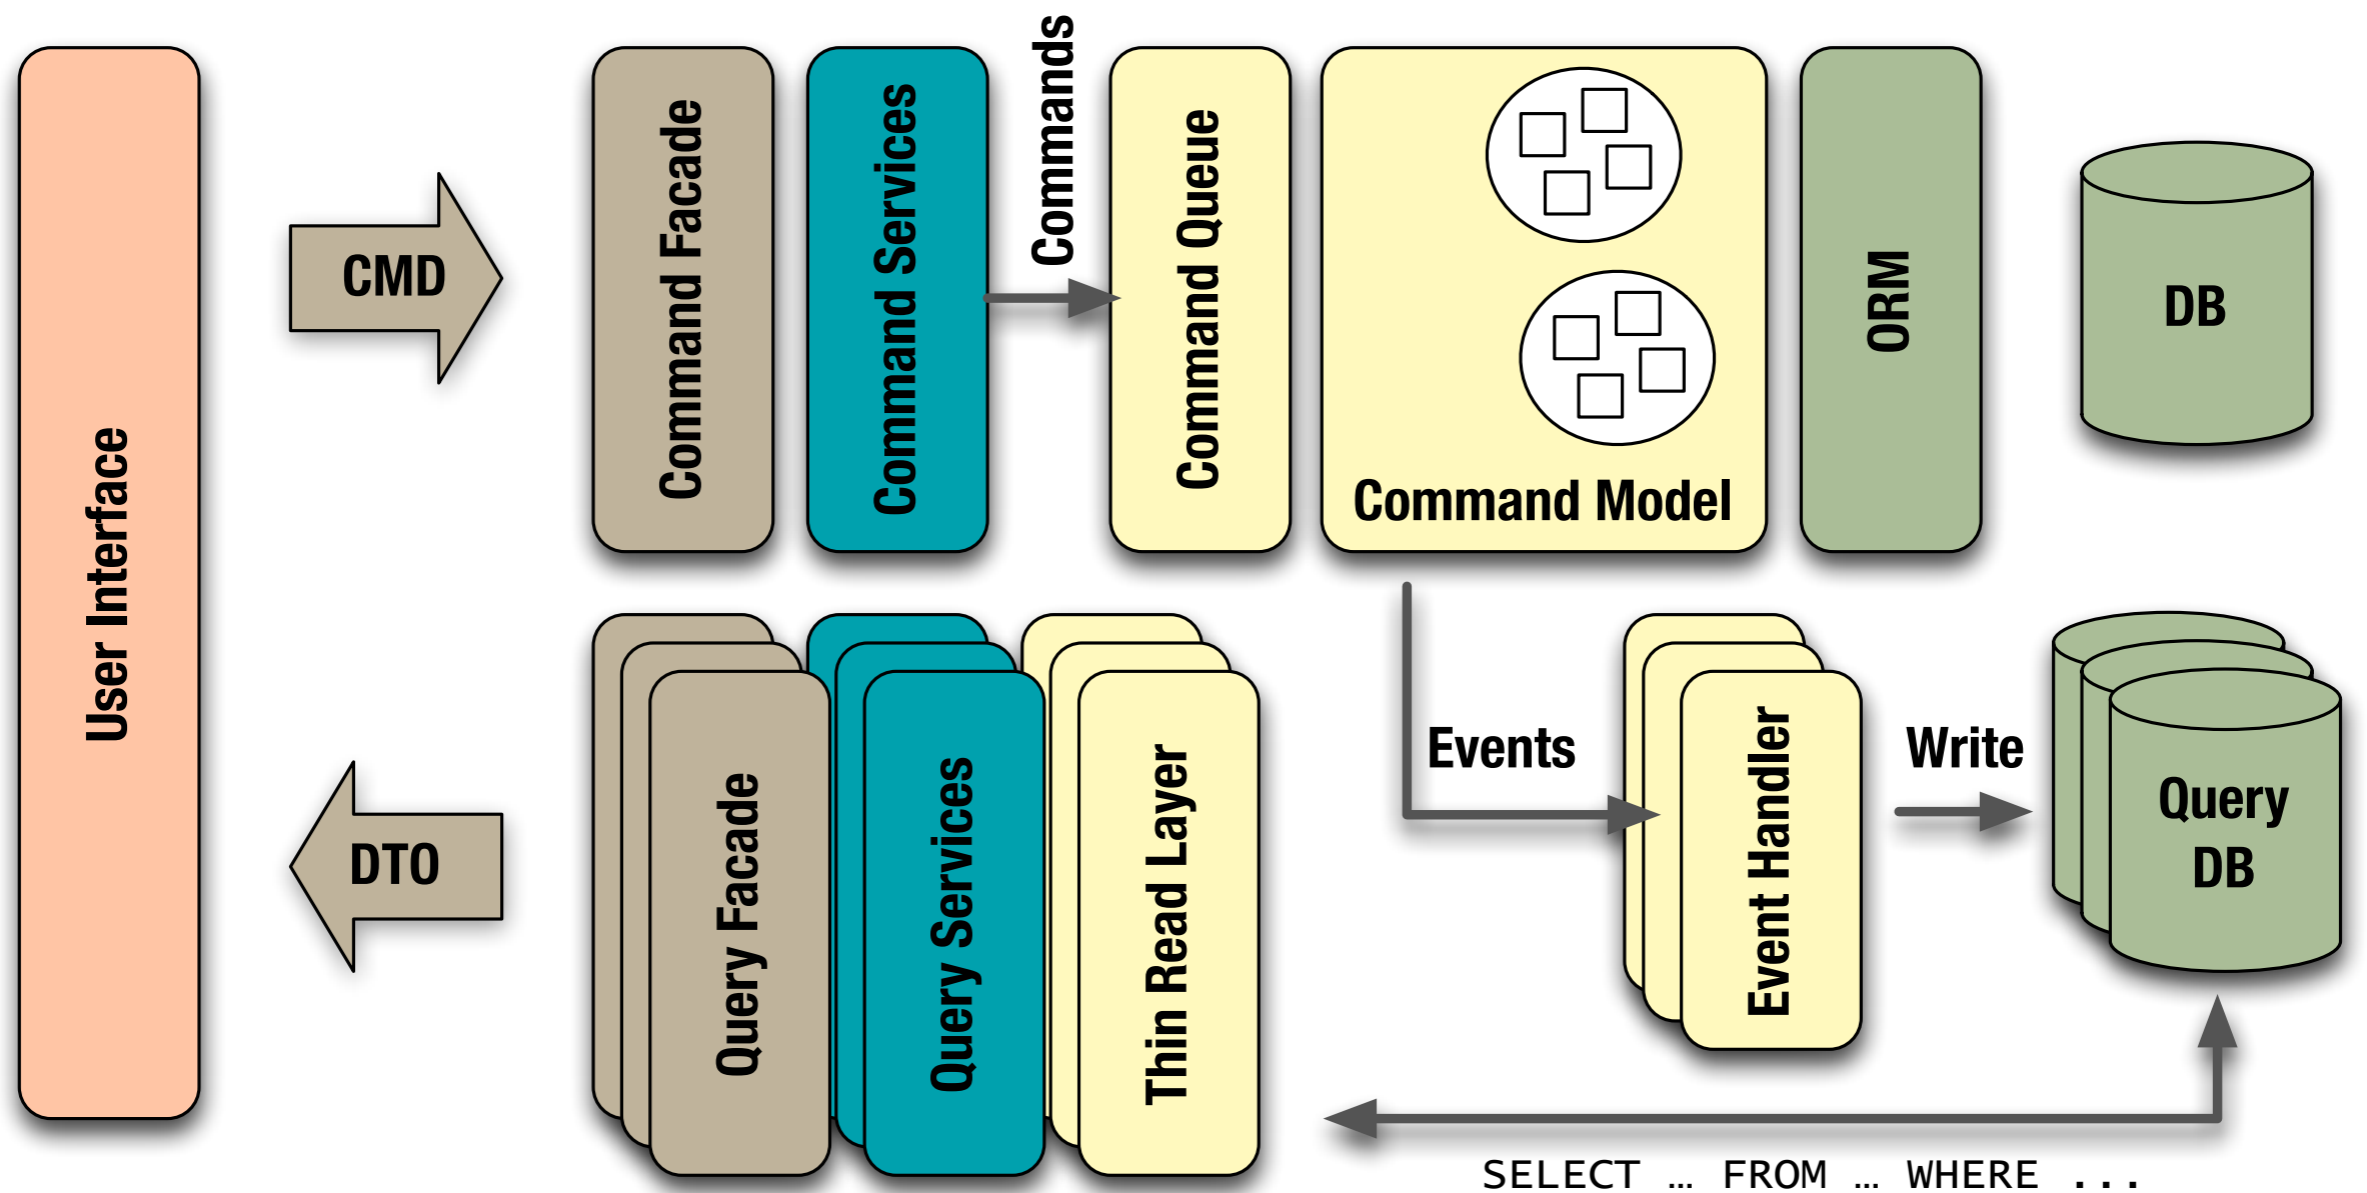 User Interface
CMD
Command Facade
Command Services
Commands
Command Queue
Command Model
ORM
DB
DTO
Query Facade
Query Services
Thin Read Layer
Events
Event Handler
Write
Query
DB
SELECT … FROM … WHERE ...